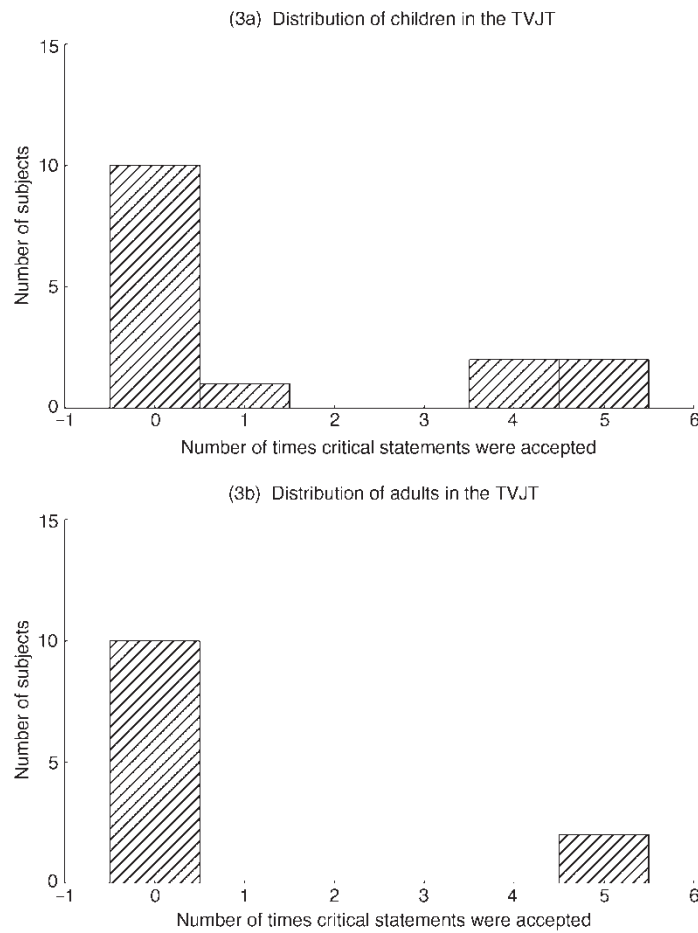 (3a) Distribution of children in the TVJT
15
10
5
0
Number of subjects
−1 0 1 2 3 4 5 6
Number of times critical statements were accepted
(3b) Distribution of adults in the TVJT
15
10
5
0
Number of subjects
−1 0 1 2 3 4 5 6
Number of times critical statements were accepted